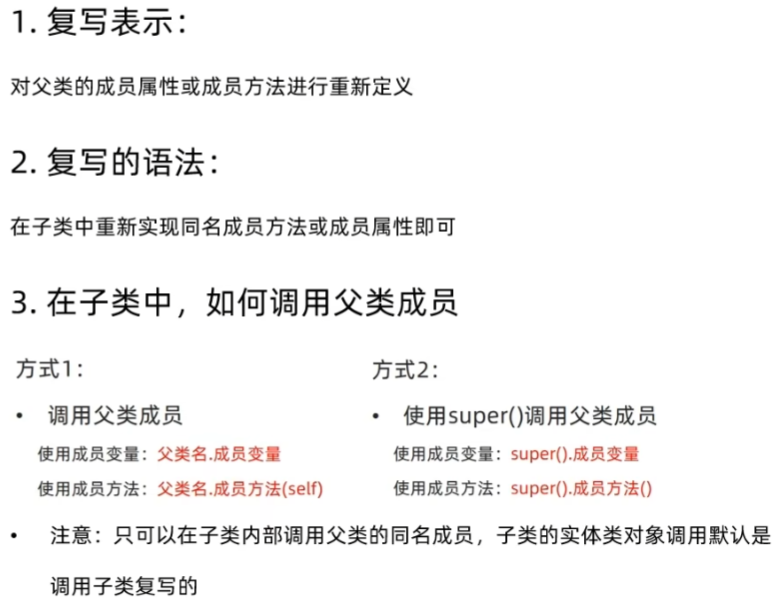 1. 复写表示：
对父类的成员属性或成员方法进行重新定义
2. 复写的语法：
在子类中重新实现同名成员方法或成员属性即可
3. 在子类中，如何调用父类成员
方式1：
• 调用父类成员
使用成员变量：父类名.成员变量
使用成员方法：父类名.成员方法(self)
方式2：
• 使用super()调用父类成员
使用成员变量：super().成员变量
使用成员方法：super().成员方法()
• 注意：只可以在子类内部调用父类的同名成员，子类的实体类对象调用默认是
调用子类复写的